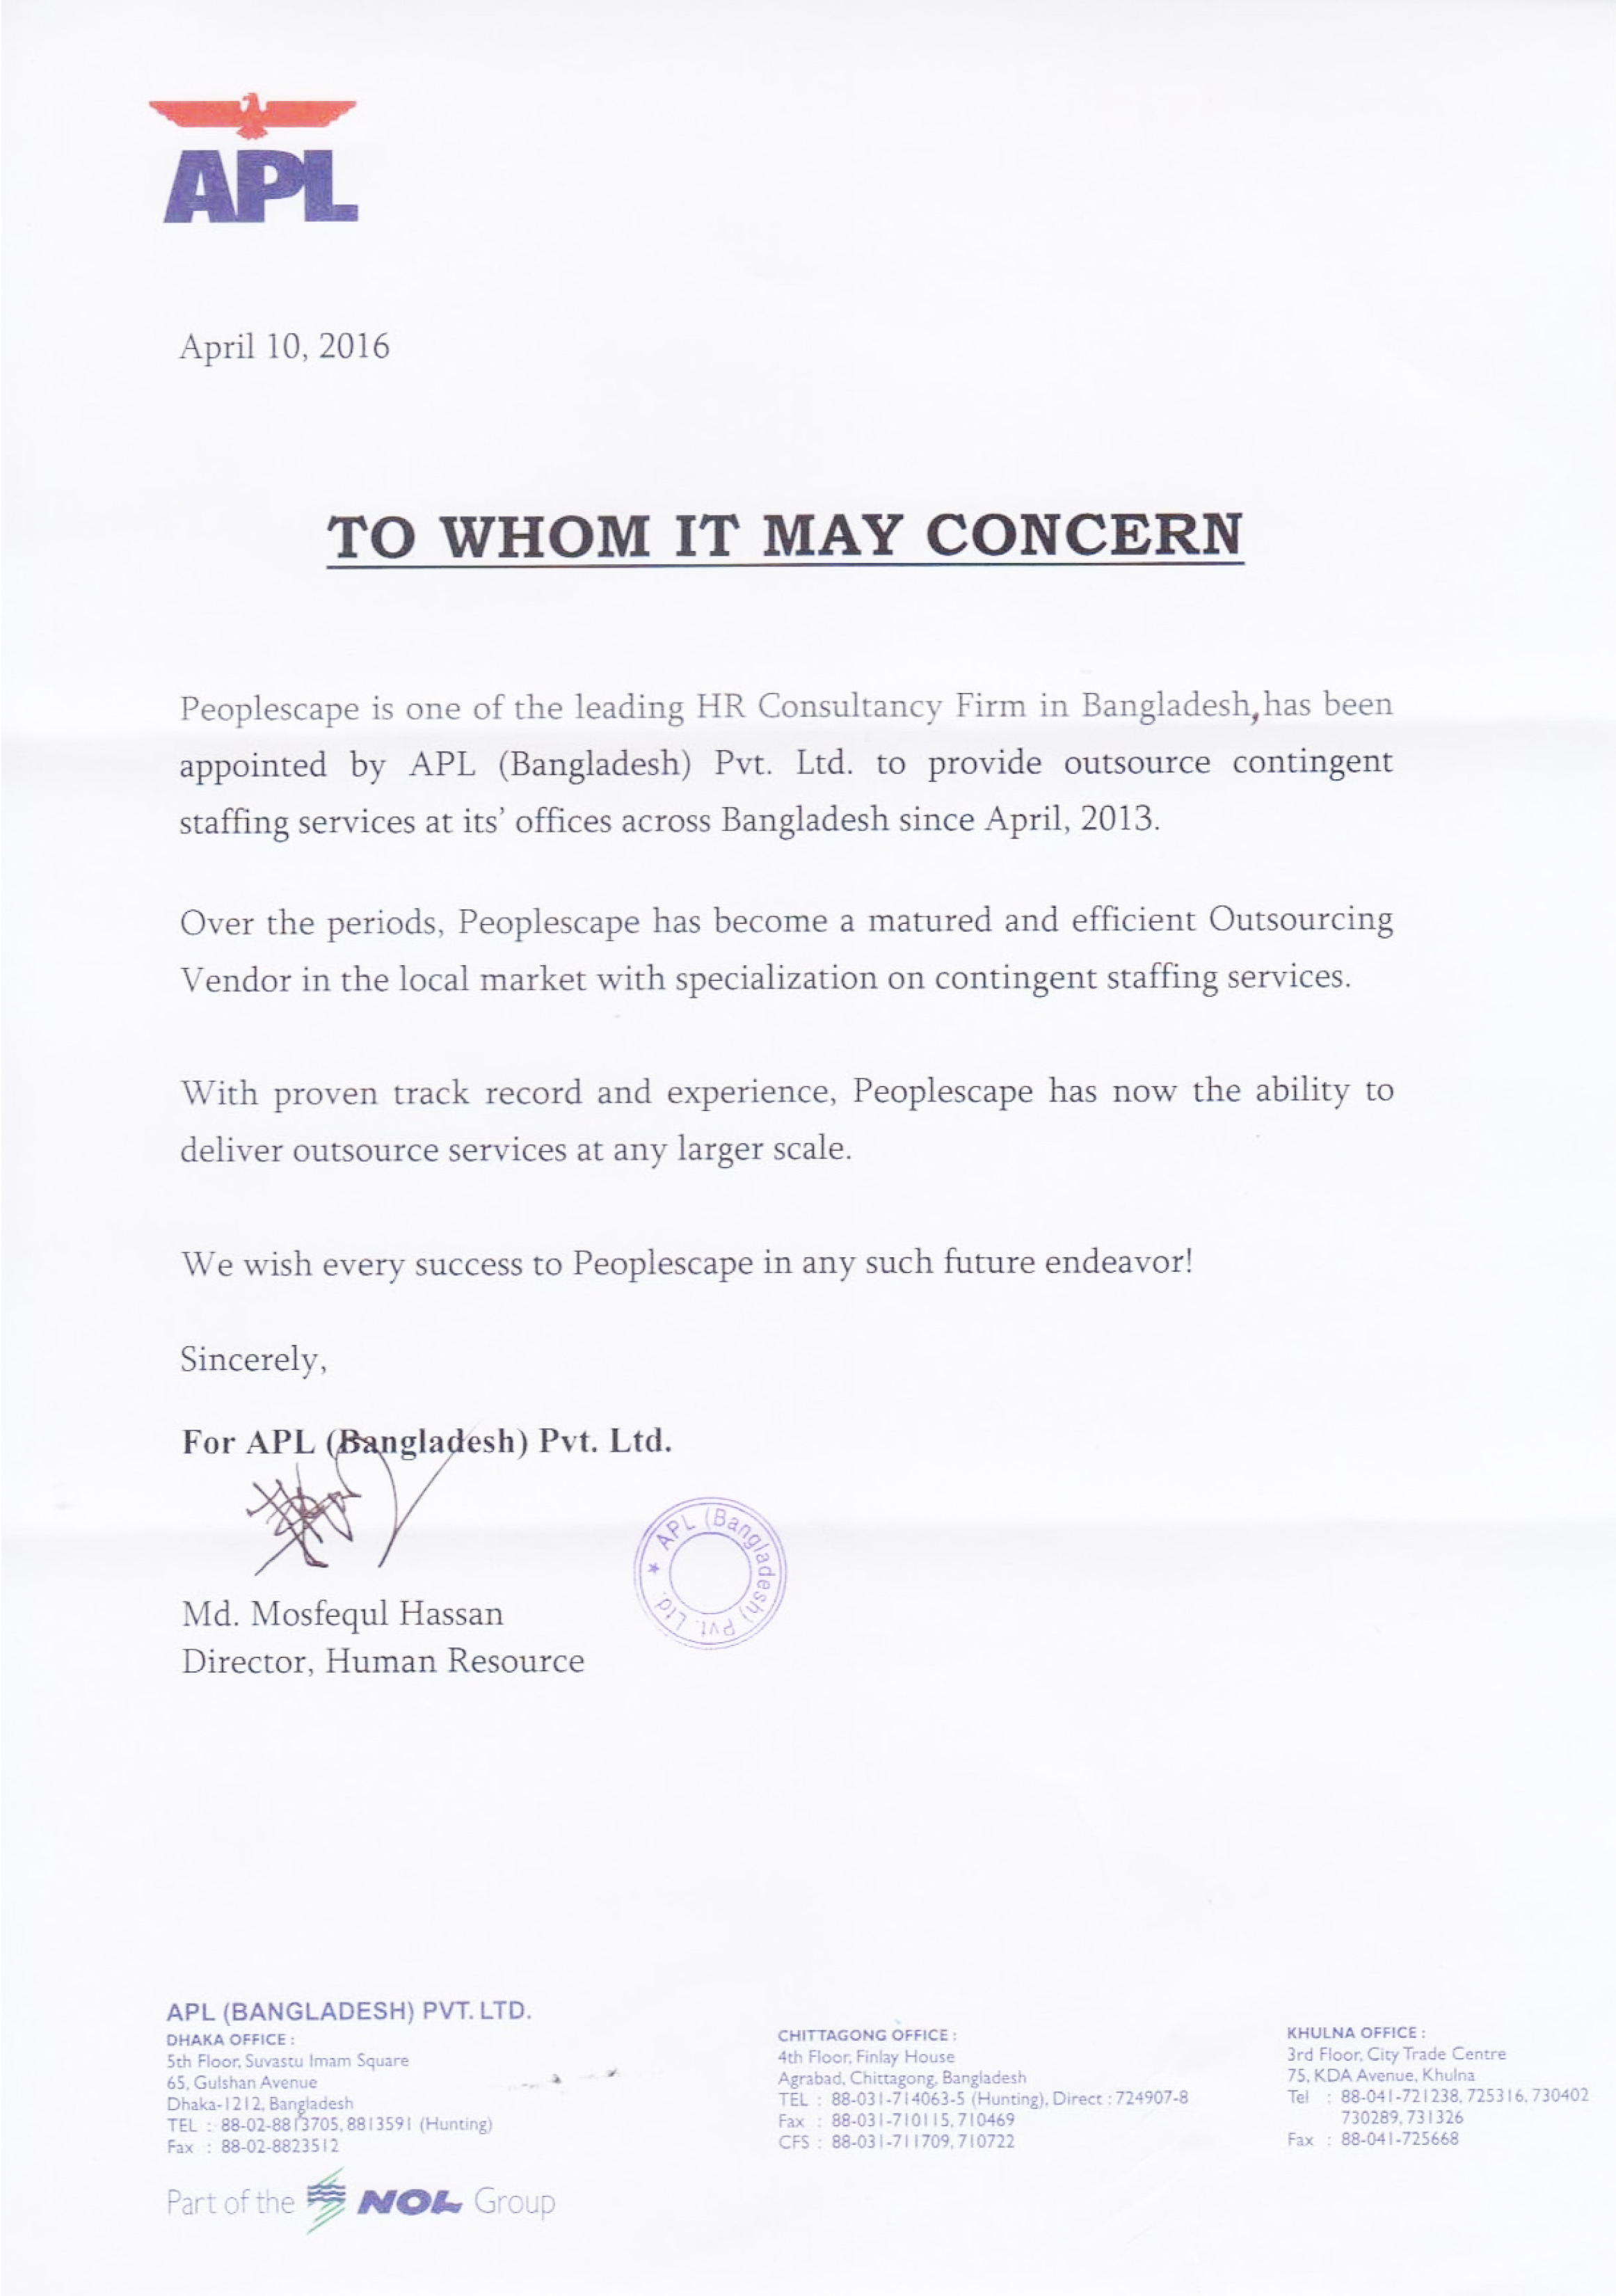 APL
April 10, 2016
TO WHOM IT MAY CONCERN
Peoplescape is one of the leading HR Consultancy Firm in Bangladesh, has been
appointed by APL (Bangladesh) Pvt. Ltd. to provide outsource contingent
staffing services at its’ offices across Bangladesh since April, 2013.
Over the periods, Peoplescape has become a matured and efficient Outsourcing
Vendor in the local market with specialization on contingent staffing services.
With proven track record and experience, Peoplescape has now the ability to
deliver outsource services at any larger scale.
We wish every success to Peoplescape in any such future endeavor!
Sincerely,
For APL (Bangladesh) Pvt. Ltd.
★ APL (Bangladesh) Pvt. Ltd.
Md. Mosfequl Hassan
Director, Human Resource
APL (BANGLADESH) PVT. LTD.
DHAKA OFFICE :
5th Floor, Suvastu Imam Square
65, Gulshan Avenue
Dhaka-1212, Bangladesh
TEL : 88-02-8813705, 8813591 (Hunting)
Fax : 88-02-8823512
CHITTAGONG OFFICE :
4th Floor, Finlay House
Agrabad, Chittagong, Bangladesh
TEL : 88-031-714063-5 (Hunting), Direct : 724907-8
Fax : 88-031-710115, 710469
CFS : 88-031-711709, 710722
KHULNA OFFICE :
3rd Floor, City Trade Centre
75, KDA Avenue, Khulna
Tel : 88-041-721238, 725316, 730402
730289, 731326
Fax : 88-041-725668
Part of the NOL Group